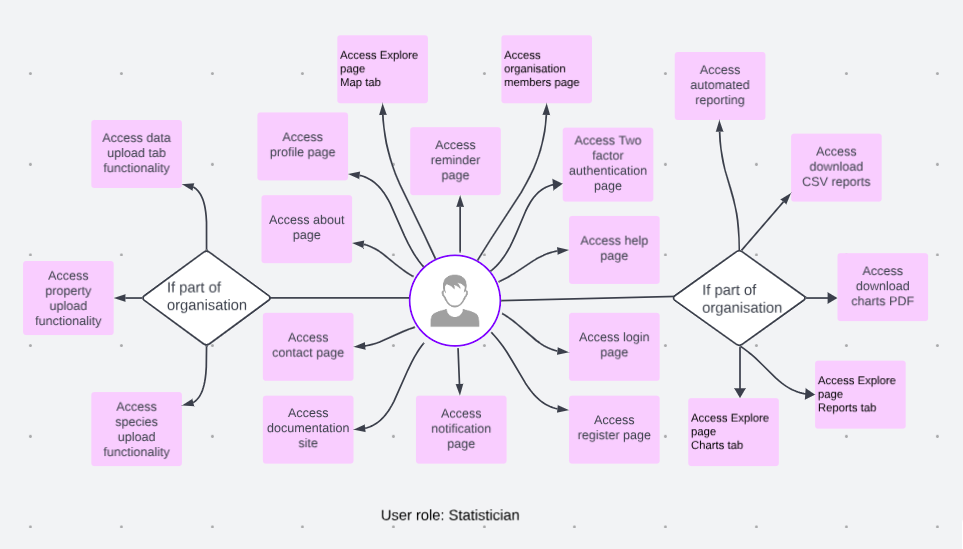 Access Explore
page
Map tab
Access
organisation
members page
Access
automated
reporting
Access data
upload tab
functionality
Access
profile page
Access
reminder
page
Access Two
factor
authentication
page
Access
download
CSV reports
Access about
page
Access help
page
Access
property
upload
functionality
If part of
organisation
If part of
organisation
Access
download
charts PDF
Access
contact page
Access login
page
Access
species
upload
functionality
Access
documentation
site
Access
notification
page
Access
register page
Access Explore
page
Charts tab
Access Explore
page
Reports tab
User role: Statistician